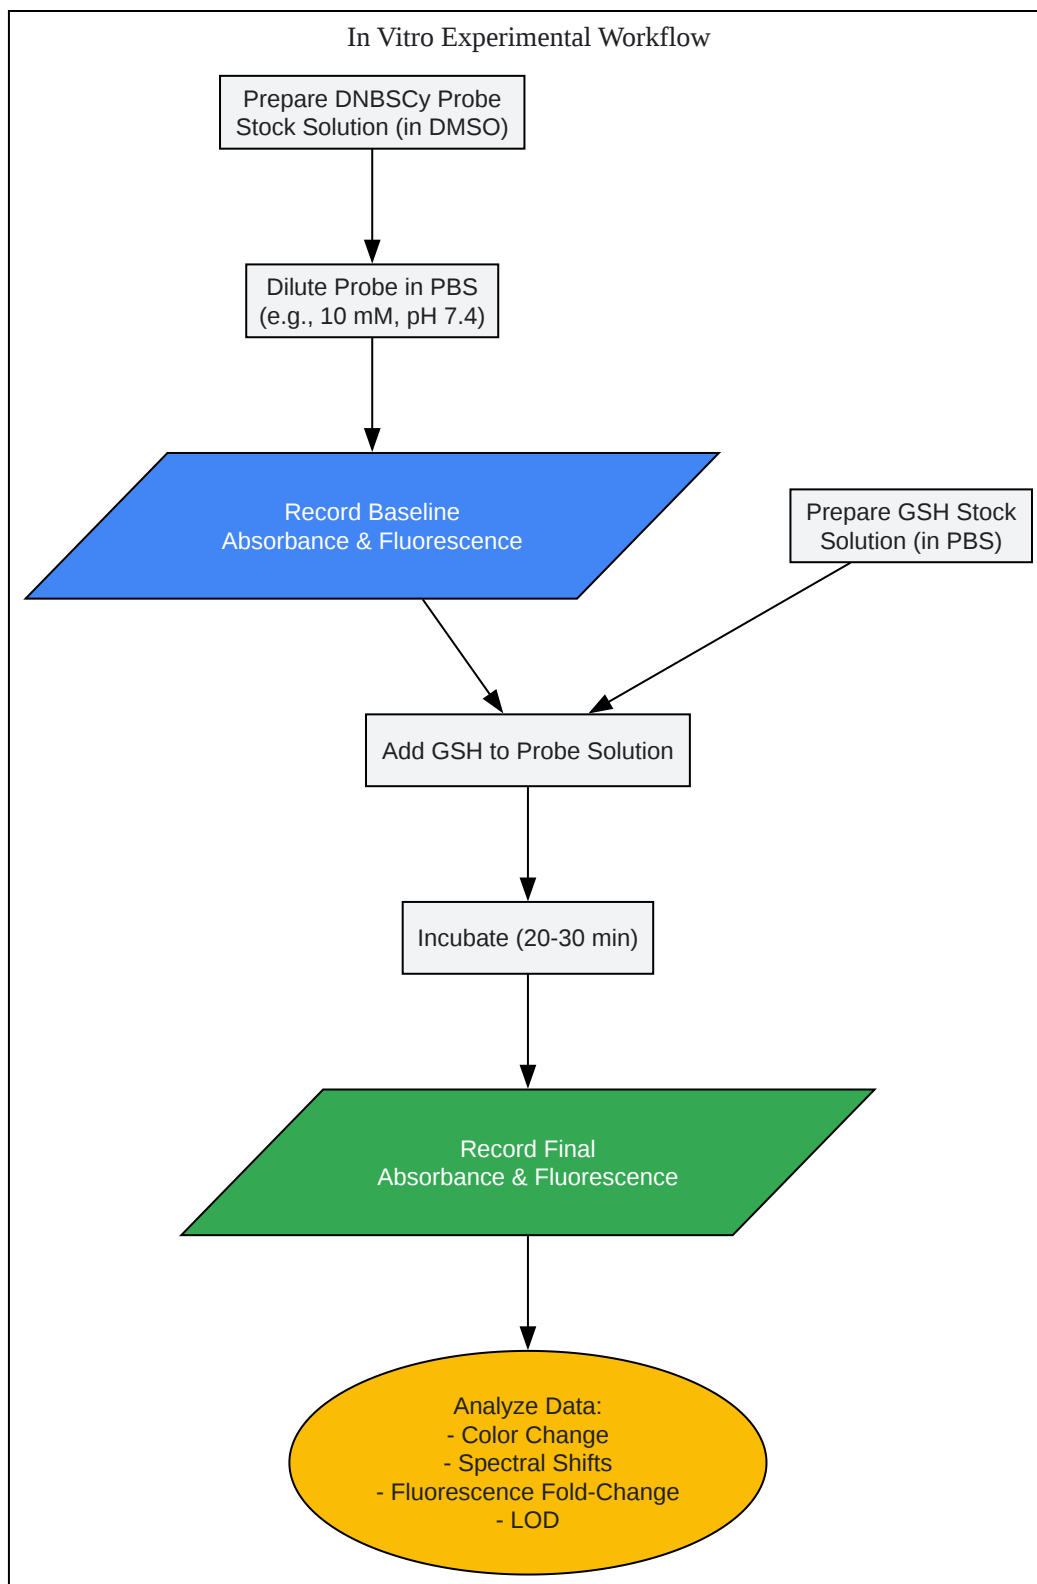 In Vitro Experimental Workflow
Prepare DNBSCy Probe
Stock Solution (in DMSO)
Dilute Probe in PBS
(e.g., 10 mM, pH 7.4)
Record Baseline
Absorbance & Fluorescence
Prepare GSH Stock
Solution (in PBS)
Add GSH to Probe Solution
Incubate (20-30 min)
Record Final
Absorbance & Fluorescence
Analyze Data:
- Color Change
- Spectral Shifts
- Fluorescence Fold-Change
- LOD